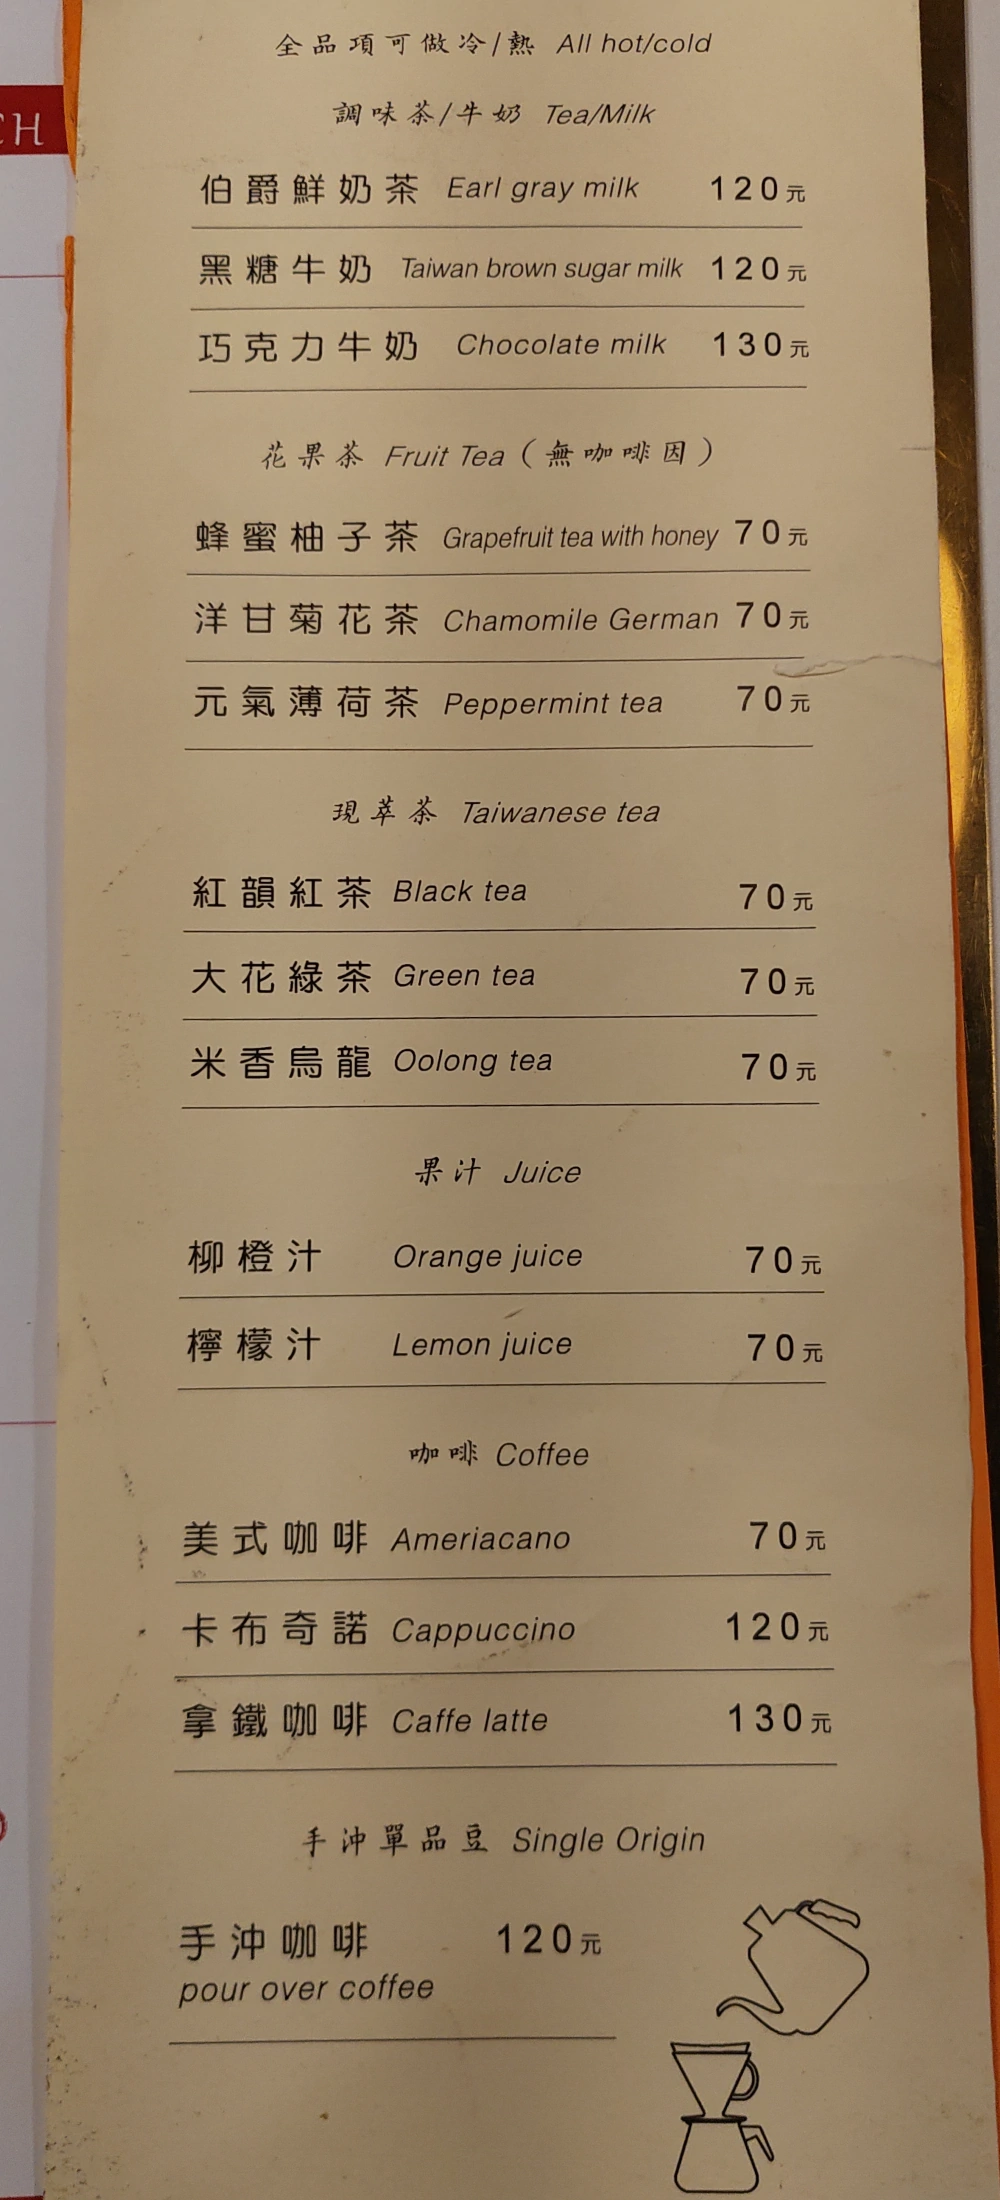 全品項可做冷/熱 All hot/cold
CH
調味茶/牛奶 Tea/Milk
伯爵鮮奶茶 Earl gray milk 120元
黑糖牛奶 Taiwan brown sugar milk 120元
巧克力牛奶 Chocolate milk 130元
花果茶 Fruit Tea(無咖啡因)
蜂蜜柚子茶 Grapefruit tea with honey 70元
洋甘菊花茶 Chamomile German 70元
元氣薄荷茶 Peppermint tea 70元
現萃茶 Taiwanese tea
紅韻紅茶 Black tea 70元
大花綠茶 Green tea 70元
米香烏龍 Oolong tea 70元
果汁 Juice
柳橙汁 Orange juice 70元
檸檬汁 Lemon juice 70元
咖啡 Coffee
美式咖啡 Ameriacano 70元
卡布奇諾 Cappuccino 120元
拿鐵咖啡 Caffe latte 130元
手沖單品豆 Single Origin
手沖咖啡 120元
pour over coffee